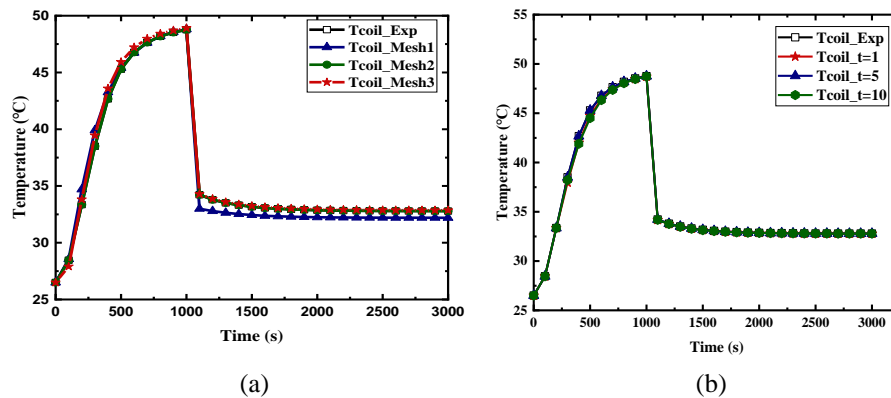 50
45
40
35
30
25
0
500
1000
1500
2000
2500
3000
Temperature (℃)
Time (s)
Tcoil_Exp
Tcoil_Mesh1
Tcoil_Mesh2
Tcoil_Mesh3
(a)
55
50
45
40
35
30
25
0
500
1000
1500
2000
2500
3000
Temperature (℃)
Time (s)
Tcoil_Exp
Tcoil_t=1
Tcoil_t=5
Tcoil_t=10
(b)